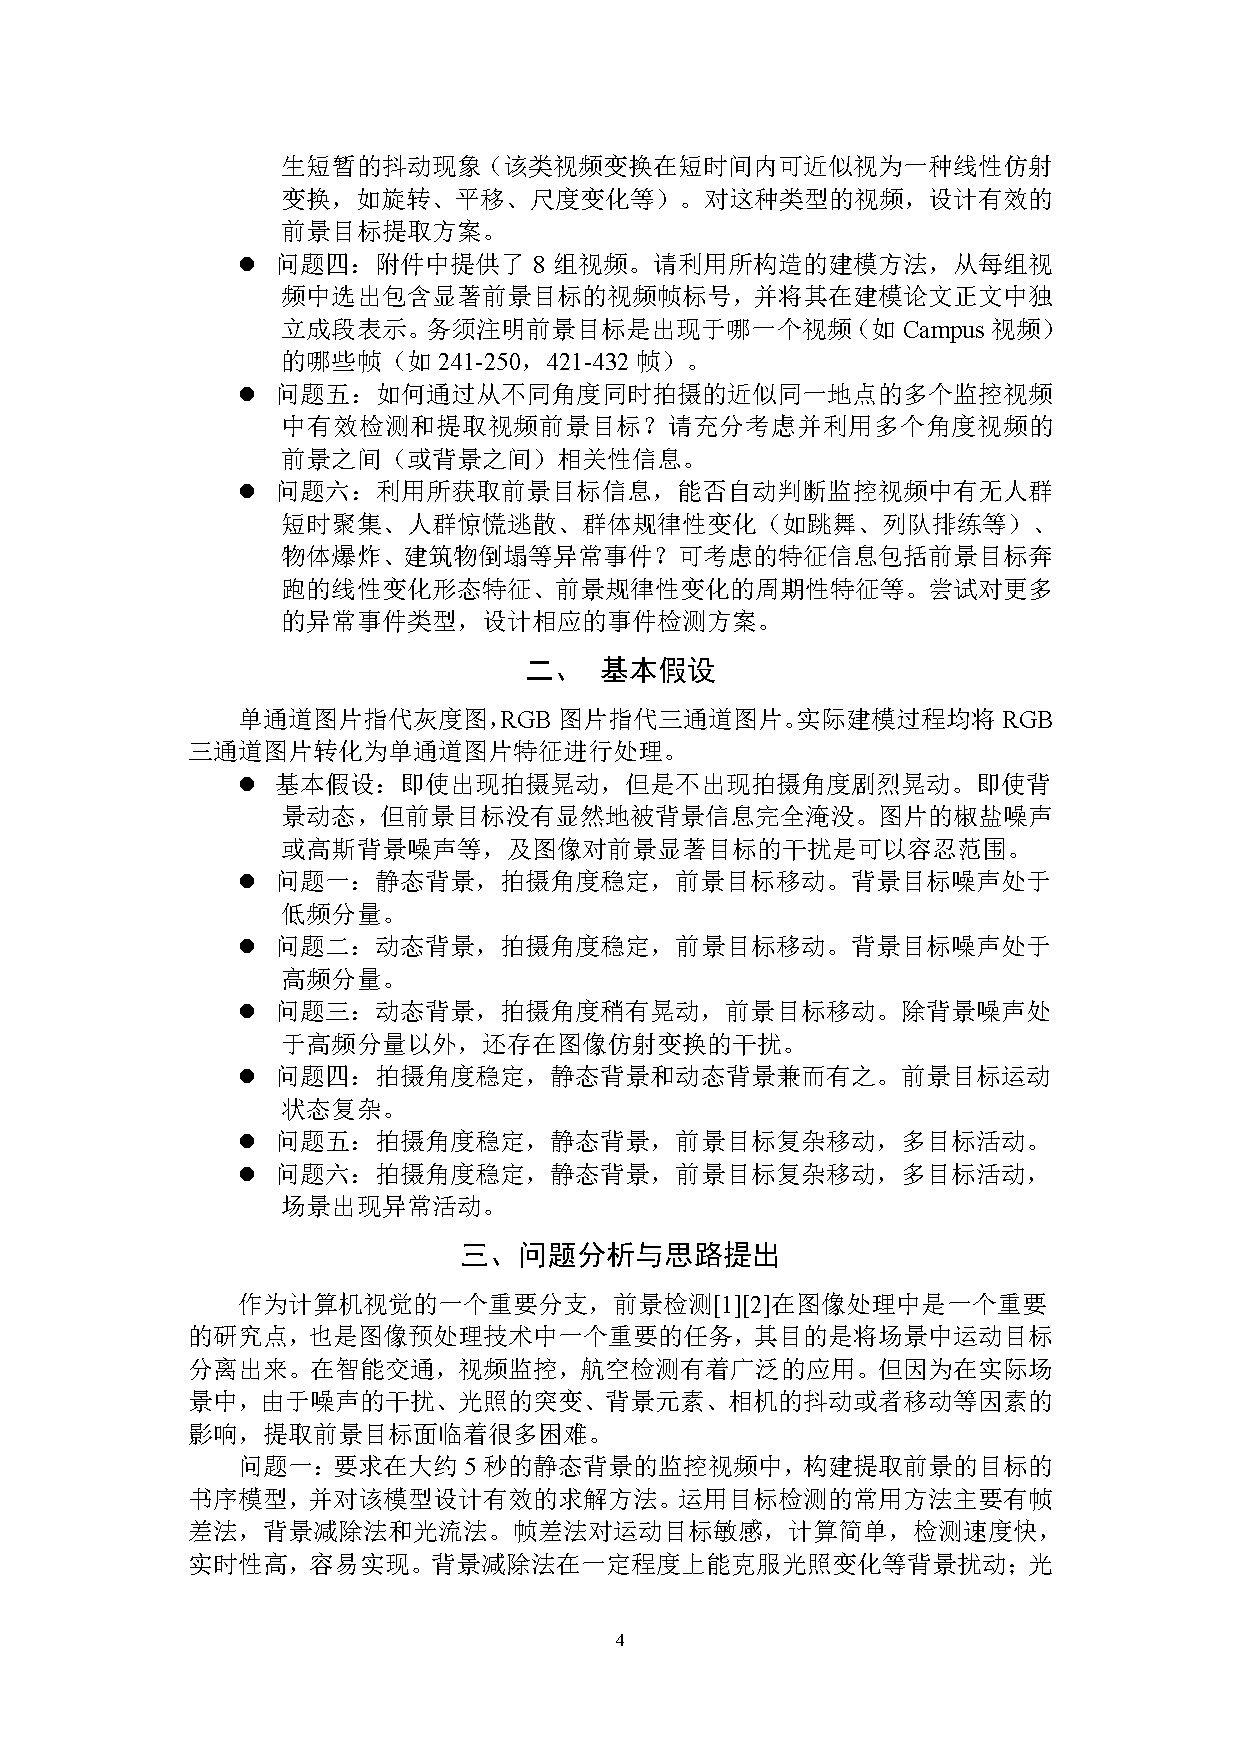 生短暂的抖动现象（该类视频变换在短时间内可近似视为一种线性仿射
变换，如旋转、平移、尺度变化等）。对这种类型的视频，设计有效的
前景目标提取方案。
● 问题四：附件中提供了 8 组视频。请利用所构造的建模方法，从每组视
频中选出包含显著前景目标的视频帧标号，并将其在建模论文正文中独
立成段表示。务须注明前景目标是出现于哪一个视频（如 Campus 视频）
的哪些帧（如 241-250，421-432 帧）。
● 问题五：如何通过从不同角度同时拍摄的近似同一地点的多个监控视频
中有效检测和提取视频前景目标？请充分考虑并利用多个角度视频的
前景之间（或背景之间）相关性信息。
● 问题六：利用所获取前景目标信息，能否自动判断监控视频中有无人群
短时聚集、人群惊慌逃散、群体规律性变化（如跳舞、列队排练等）、
物体爆炸、建筑物倒塌等异常事件？可考虑的特征信息包括前景目标奔
跑的线性变化形态特征、前景规律性变化的周期性特征等。尝试对更多
的异常事件类型，设计相应的事件检测方案。
二、 基本假设
单通道图片指代灰度图，RGB 图片指代三通道图片。实际建模过程均将 RGB
三通道图片转化为单通道图片特征进行处理。
● 基本假设：即使出现拍摄晃动，但是不出现拍摄角度剧烈晃动。即使背
景动态，但前景目标没有显然地被背景信息完全淹没。图片的椒盐噪声
或高斯背景噪声等，及图像对前景显著目标的干扰是可以容忍范围。
● 问题一：静态背景，拍摄角度稳定，前景目标移动。背景目标噪声处于
低频分量。
● 问题二：动态背景，拍摄角度稳定，前景目标移动。背景目标噪声处于
高频分量。
● 问题三：动态背景，拍摄角度稍有晃动，前景目标移动。除背景噪声处
于高频分量以外，还存在图像仿射变换的干扰。
● 问题四：拍摄角度稳定，静态背景和动态背景兼而有之。前景目标运动
状态复杂。
● 问题五：拍摄角度稳定，静态背景，前景目标复杂移动，多目标活动。
● 问题六：拍摄角度稳定，静态背景，前景目标复杂移动，多目标活动，
场景出现异常活动。
三、问题分析与思路提出
作为计算机视觉的一个重要分支，前景检测[1][2]在图像处理中是一个重要
的研究点，也是图像预处理技术中一个重要的任务，其目的是将场景中运动目标
分离出来。在智能交通，视频监控，航空检测有着广泛的应用。但因为在实际场
景中，由于噪声的干扰、光照的突变、背景元素、相机的抖动或者移动等因素的
影响，提取前景目标面临着很多困难。
问题一：要求在大约 5 秒的静态背景的监控视频中，构建提取前景的目标的
书序模型，并对该模型设计有效的求解方法。运用目标检测的常用方法主要有帧
差法，背景减除法和光流法。帧差法对运动目标敏感，计算简单，检测速度快，
实时性高，容易实现。背景减除法在一定程度上能克服光照变化等背景扰动；光
4